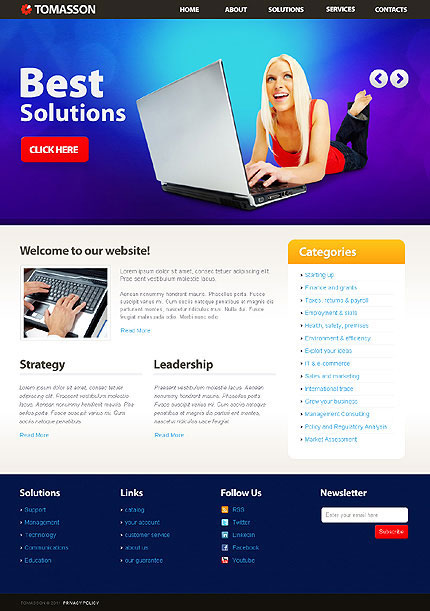 TOMASSON
HOME ABOUT SOLUTIONS SERVICES CONTACTS
Best
Solutions
CLICK HERE
Welcome to our website!
Lorem ipsum dolor sit amet, consec tetuer adipiscing elit.
Praesent vestibulum molestie lacus.
Aenean nonummy hendrerit mauris. Phasellus porta. Fusce
suscipit varius mi. Cum sociis natoque penatibus et magnis dis
parturient montes, nascetur ridiculus mus. Nulla dui. Fusce
feugiat malesuada odio. Morbi nunc odio.
Read More
Strategy
Lorem ipsum dolor sit amet, consec
tetuer adipiscing elit. Praesent
vestibulum molestie lacus. Aenean
nonummy hendrerit mauris. Phasellus
porta. Fusce suscipit varius mi. Cum
sociis natoque penatibus.
Read More
Leadership
Praesent vestibulum molestie lacus. Aenean
nonummy hendrerit mauris. Phasellus porta.
Fusce suscipit varius mi. Cum sociis natoque
penatibus et magnis dis parturient montes,
nascetur ridiculus mus feugiat.
Read More
Categories
Starting up
Finance and grants
Taxes, returns & payroll
Employment & skills
Health, safety, premises
Environment & efficiency
Exploit your ideas
IT & e-commerce
Sales and marketing
International trade
Grow your business
Management Consulting
Policy and Regulatory Analysis
Market Assessment
Solutions
Support
Management
Technology
Communications
Education
Links
catalog
your account
customer service
about us
our guarantee
Follow Us
RSS
Twitter
Linkedin
Facebook
Youtube
Newsletter
Enter your email here
Subscribe
TOMASSON © 2011 PRIVACY POLICY